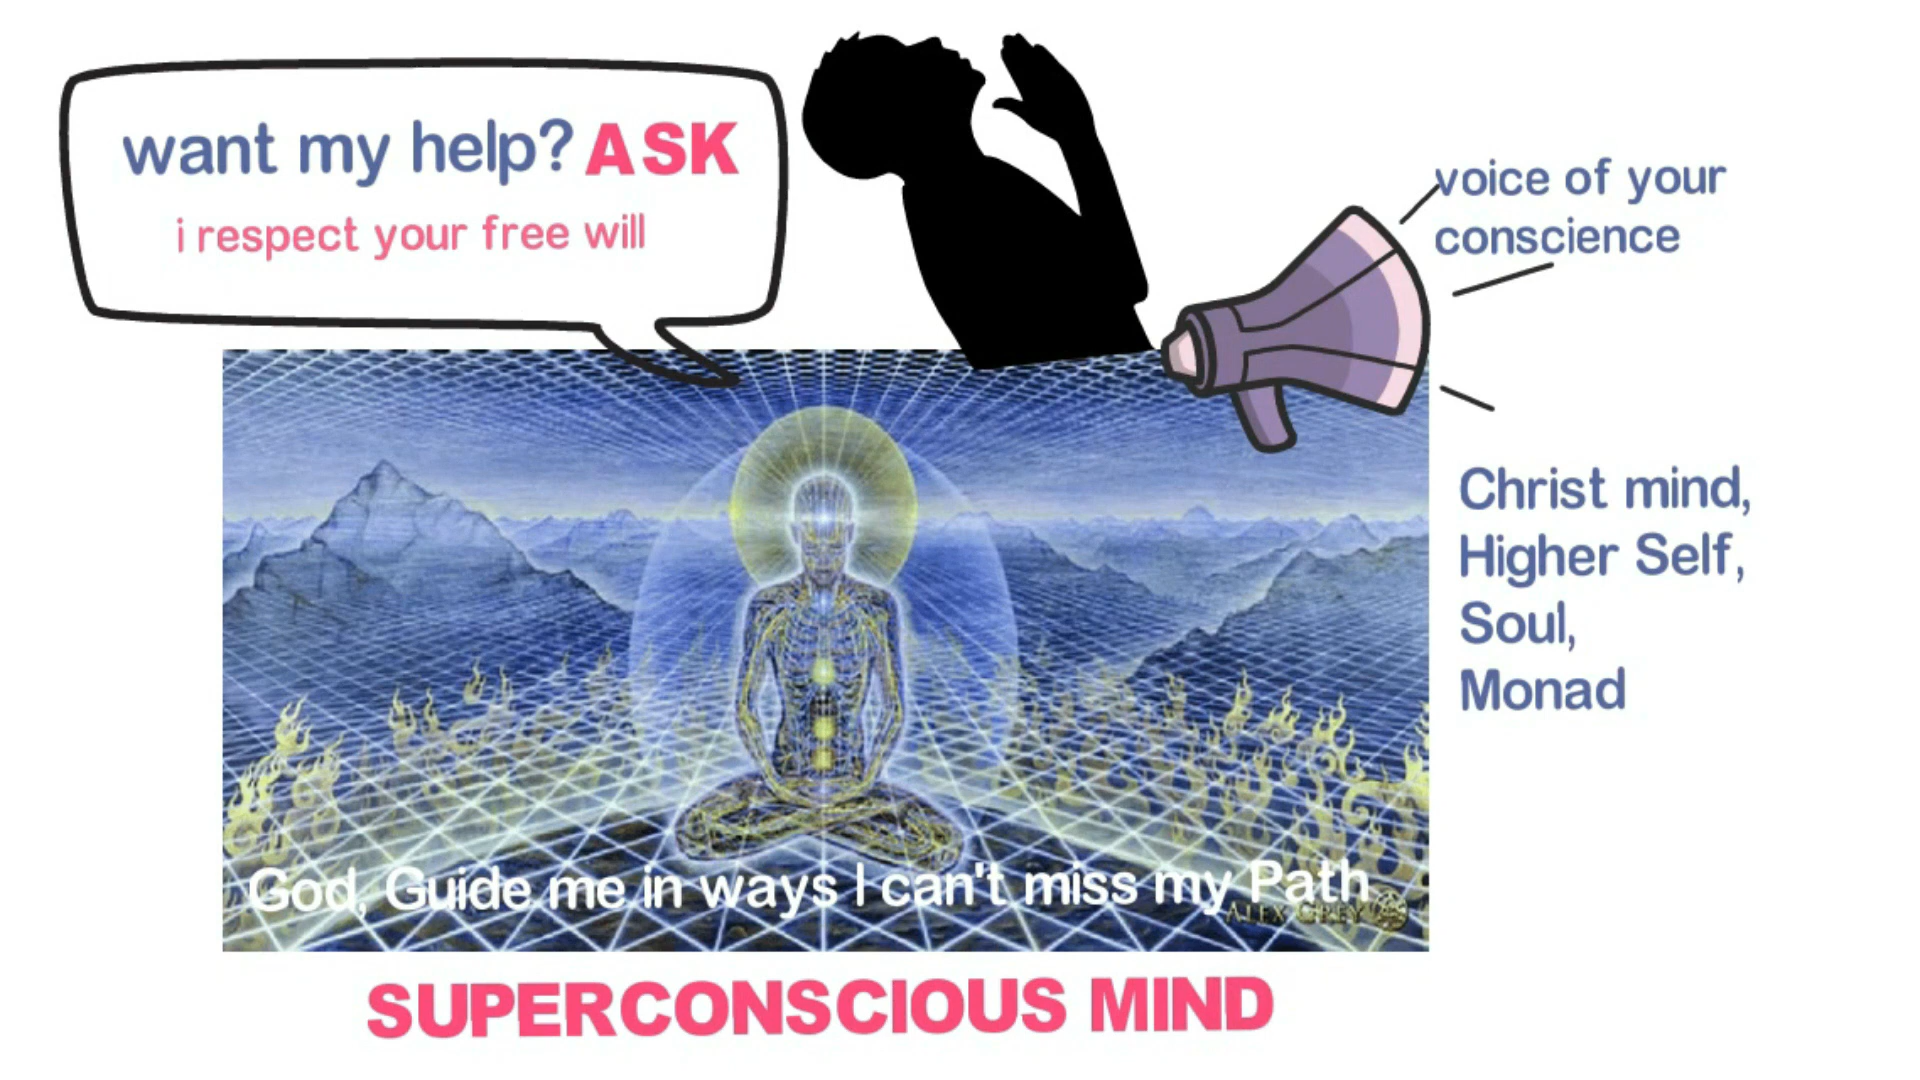 want my help? ASK
i respect your free will
voice of your
conscience
Christ mind,
Higher Self,
Soul,
Monad
God, Guide me in ways I can't miss my Path
ALEX GREY
SUPERCONSCIOUS MIND